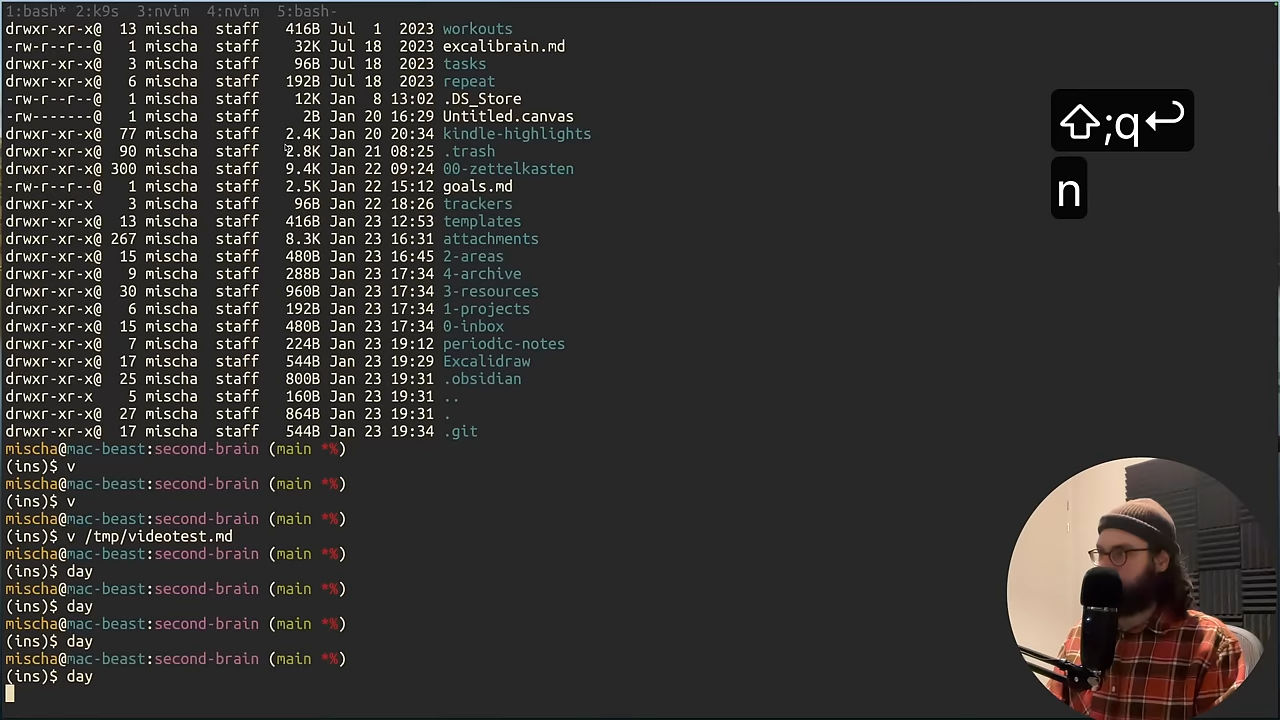 1:bash* 2:k9s  3:nvim  4:nvim  5:bash-
drwxr-xr-x@  13 mischa  staff   416B Jul  1  2023 workouts
-rw-r--r--@   1 mischa  staff    32K Jul 18  2023 excalibrain.md
drwxr-xr-x@   3 mischa  staff    96B Jul 18  2023 tasks
drwxr-xr-x@   6 mischa  staff   192B Jul 18  2023 repeat
-rw-r--r--@   1 mischa  staff    12K Jan  8 13:02 .DS_Store
-rw-------@   1 mischa  staff     2B Jan 20 16:29 Untitled.canvas
drwxr-xr-x@  77 mischa  staff   2.4K Jan 20 20:34 kindle-highlights
drwxr-xr-x@  90 mischa  staff   2.8K Jan 21 08:25 .trash
drwxr-xr-x@ 300 mischa  staff   9.4K Jan 22 09:24 00-zettelkasten
-rw-r--r--@   1 mischa  staff   2.5K Jan 22 15:12 goals.md
drwxr-xr-x    3 mischa  staff    96B Jan 22 18:26 trackers
drwxr-xr-x@  13 mischa  staff   416B Jan 23 12:53 templates
drwxr-xr-x@ 267 mischa  staff   8.3K Jan 23 16:31 attachments
drwxr-xr-x@  15 mischa  staff   480B Jan 23 16:45 2-areas
drwxr-xr-x@   9 mischa  staff   288B Jan 23 17:34 4-archive
drwxr-xr-x@  30 mischa  staff   960B Jan 23 17:34 3-resources
drwxr-xr-x@   6 mischa  staff   192B Jan 23 17:34 1-projects
drwxr-xr-x@  15 mischa  staff   480B Jan 23 17:34 0-inbox
drwxr-xr-x@   7 mischa  staff   224B Jan 23 19:12 periodic-notes
drwxr-xr-x@  17 mischa  staff   544B Jan 23 19:29 Excalidraw
drwxr-xr-x@  25 mischa  staff   800B Jan 23 19:31 .obsidian
drwxr-xr-x    5 mischa  staff   160B Jan 23 19:31 ..
drwxr-xr-x@  27 mischa  staff   864B Jan 23 19:31 .
drwxr-xr-x@  17 mischa  staff   544B Jan 23 19:34 .git
mischa@mac-beast:second-brain (main *%)
(ins)$ v
mischa@mac-beast:second-brain (main *%)
(ins)$ v
mischa@mac-beast:second-brain (main *%)
(ins)$ v /tmp/videotest.md
mischa@mac-beast:second-brain (main *%)
(ins)$ day
mischa@mac-beast:second-brain (main *%)
(ins)$ day
mischa@mac-beast:second-brain (main *%)
(ins)$ day
mischa@mac-beast:second-brain (main *%)
(ins)$ day
⇧;q↩
n